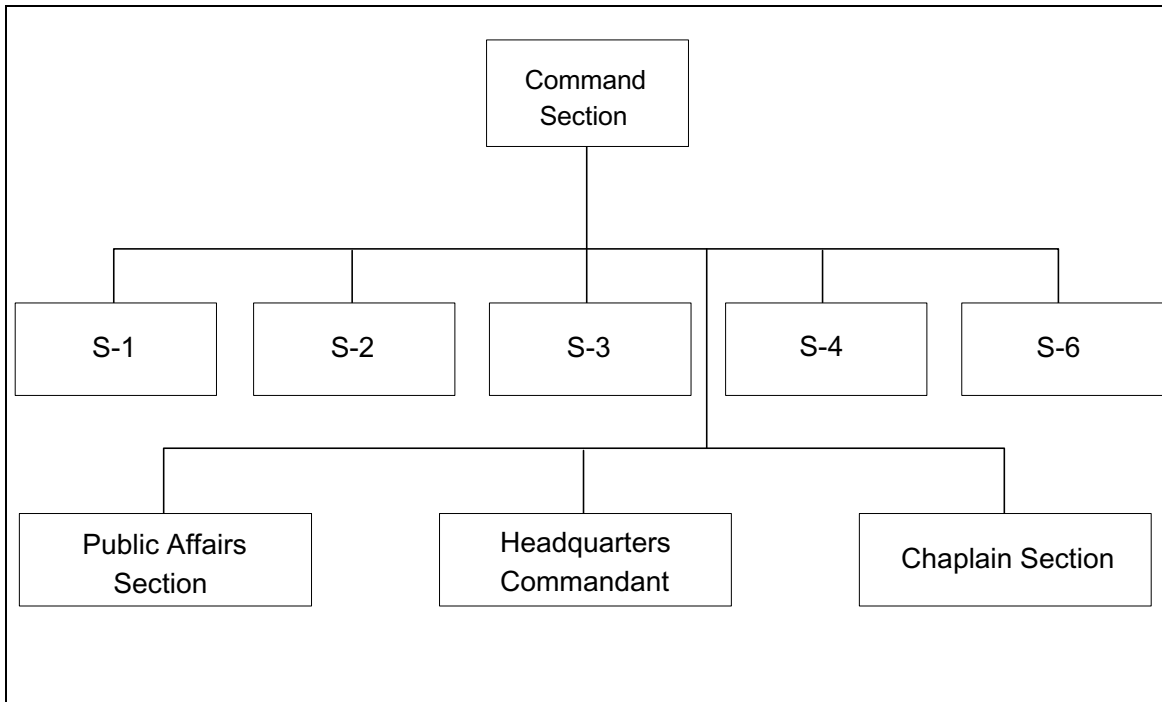 Command
Section
S-1
S-2
S-3
S-4
S-6
Public Affairs
Section
Headquarters
Commandant
Chaplain Section